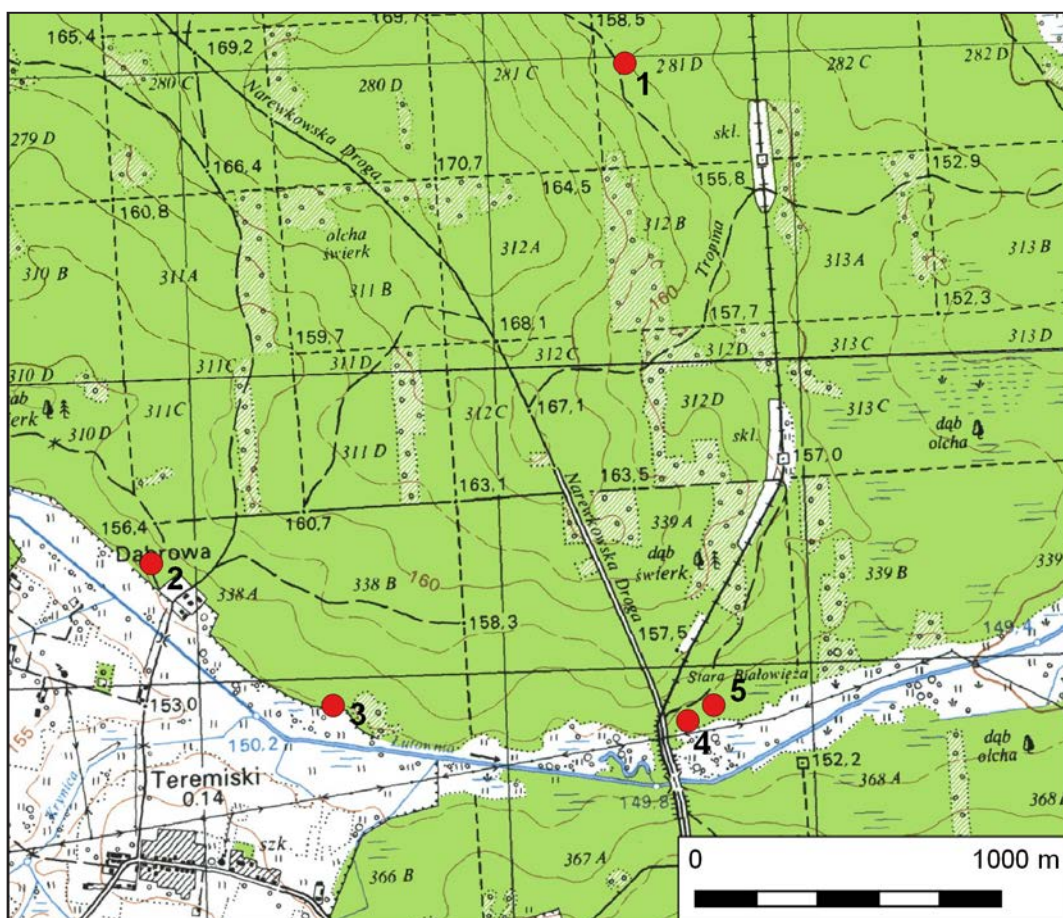 165,4
169,2
169,7
158,5
1
280 C
280 D
281 C
281 D
282 C
282 D
Narewkowska Droga
279 D
skł.
166,4
170,7
164,5
155,8
152,9
160,8
olcha
świerk
312 A
312 B
Tropina
313 A
313 B
310 B
311 A
311 B
160
152,3
159,7
168,1
157,7
310 D
311 C
311 D
312 C
312 D
313 C
313 D
311 C
312 C
167,1
312 D
313 C
dąb
olcha
310 D
311 D
skł.
157,0
163,1
163,5
156,4
160,7
Narewkowska Droga
339 A
dąb
świerk
Dąbrowa
2
338 A
338 B
160
339 B
339
158,3
157,5
149,4
Stara Białowieża
5
3
4
153,0
155
150,2
Lutownia
152,2
dąb
olcha
Teremiski
0.14
Krynica
149,8
368 A
szk.
366 B
367 A
0
1000 m